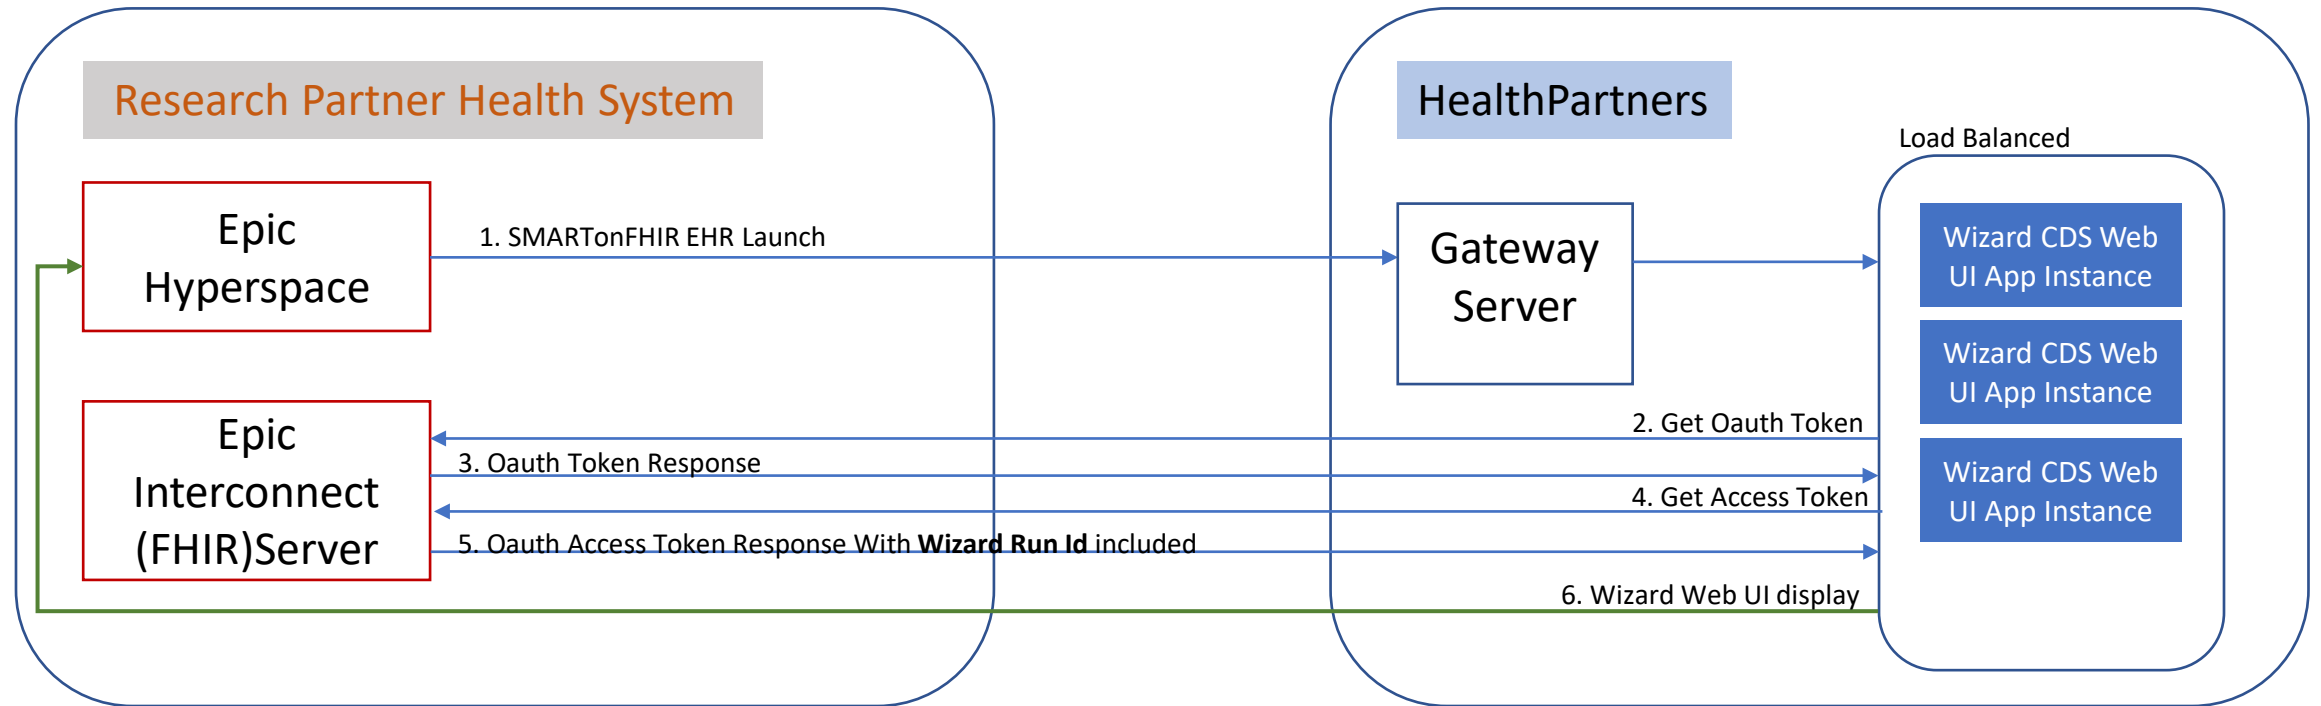 Research Partner Health System
HealthPartners
Load Balanced
Epic
Hyperspace
1. SMARTonFHIR EHR Launch
Gateway
Server
Wizard CDS Web
UI App Instance
Wizard CDS Web
UI App Instance
Wizard CDS Web
UI App Instance
Epic
Interconnect
(FHIR)Server
2. Get Oauth Token
3. Oauth Token Response
4. Get Access Token
5. Oauth Access Token Response With Wizard Run Id included
6. Wizard Web UI display